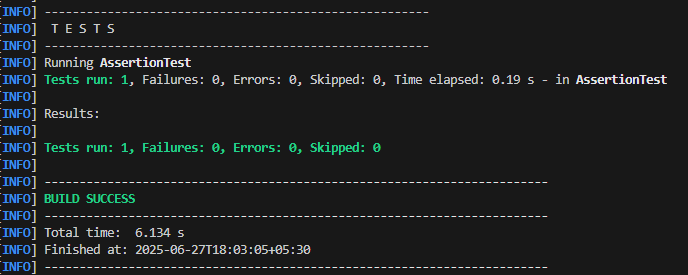 [INFO] -------------------------------------------------------
[INFO]  T E S T S
[INFO] -------------------------------------------------------
[INFO] Running AssertionTest
[INFO] Tests run: 1, Failures: 0, Errors: 0, Skipped: 0, Time elapsed: 0.19 s - in AssertionTest
[INFO]
[INFO] Results:
[INFO]
[INFO] Tests run: 1, Failures: 0, Errors: 0, Skipped: 0
[INFO]
[INFO] ------------------------------------------------------------------------
[INFO] BUILD SUCCESS
[INFO] ------------------------------------------------------------------------
[INFO] Total time:  6.134 s
[INFO] Finished at: 2025-06-27T18:03:05+05:30
[INFO] ------------------------------------------------------------------------